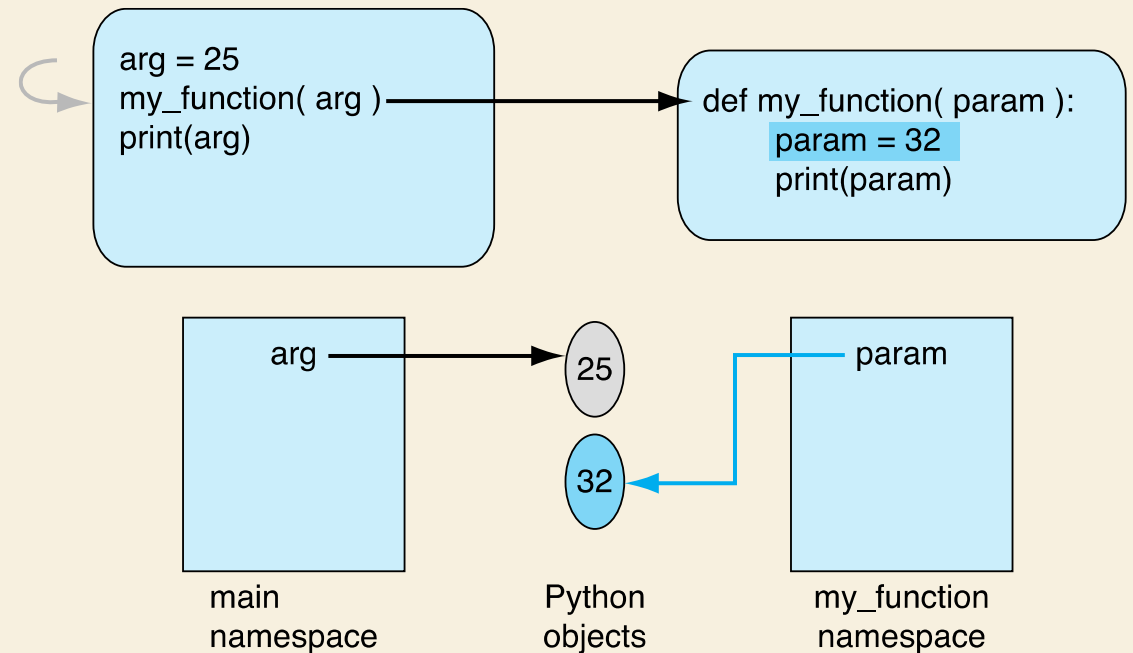 arg = 25
my_function( arg )
print(arg)
def my_function( param ):
param = 32
print(param)
arg
25
param
32
main
namespace
Python
objects
my_function
namespace